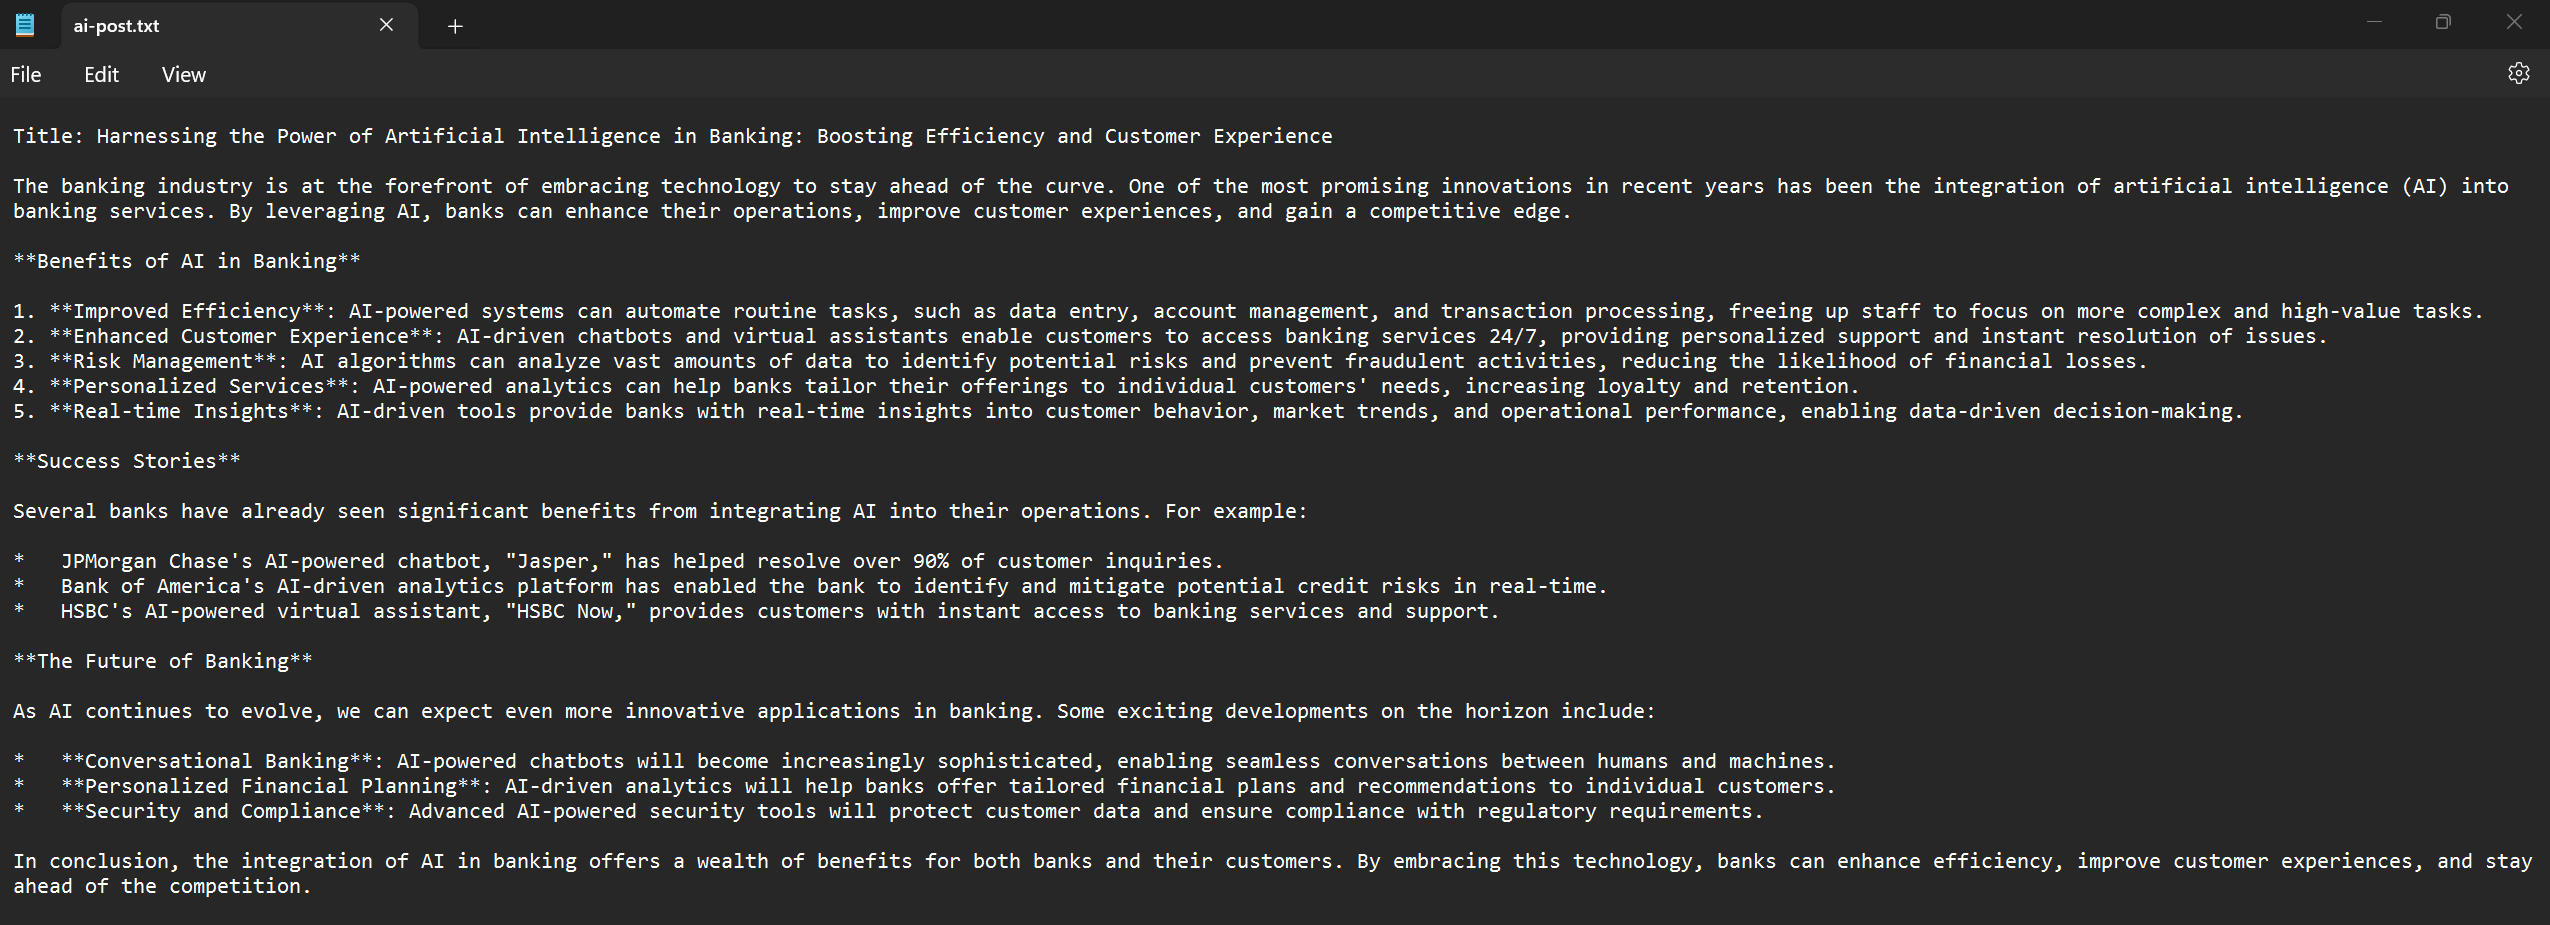 ai-post.txt
File Edit View
Title: Harnessing the Power of Artificial Intelligence in Banking: Boosting Efficiency and Customer Experience
The banking industry is at the forefront of embracing technology to stay ahead of the curve. One of the most promising innovations in recent years has been the integration of artificial intelligence (AI) into
banking services. By leveraging AI, banks can enhance their operations, improve customer experiences, and gain a competitive edge.
**Benefits of AI in Banking**
1. **Improved Efficiency**: AI-powered systems can automate routine tasks, such as data entry, account management, and transaction processing, freeing up staff to focus on more complex and high-value tasks.
2. **Enhanced Customer Experience**: AI-driven chatbots and virtual assistants enable customers to access banking services 24/7, providing personalized support and instant resolution of issues.
3. **Risk Management**: AI algorithms can analyze vast amounts of data to identify potential risks and prevent fraudulent activities, reducing the likelihood of financial losses.
4. **Personalized Services**: AI-powered analytics can help banks tailor their offerings to individual customers' needs, increasing loyalty and retention.
5. **Real-time Insights**: AI-driven tools provide banks with real-time insights into customer behavior, market trends, and operational performance, enabling data-driven decision-making.
**Success Stories**
Several banks have already seen significant benefits from integrating AI into their operations. For example:
*   JPMorgan Chase's AI-powered chatbot, "Jasper," has helped resolve over 90% of customer inquiries.
*   Bank of America's AI-driven analytics platform has enabled the bank to identify and mitigate potential credit risks in real-time.
*   HSBC's AI-powered virtual assistant, "HSBC Now," provides customers with instant access to banking services and support.
**The Future of Banking**
As AI continues to evolve, we can expect even more innovative applications in banking. Some exciting developments on the horizon include:
*   **Conversational Banking**: AI-powered chatbots will become increasingly sophisticated, enabling seamless conversations between humans and machines.
*   **Personalized Financial Planning**: AI-driven analytics will help banks offer tailored financial plans and recommendations to individual customers.
*   **Security and Compliance**: Advanced AI-powered security tools will protect customer data and ensure compliance with regulatory requirements.
In conclusion, the integration of AI in banking offers a wealth of benefits for both banks and their customers. By embracing this technology, banks can enhance efficiency, improve customer experiences, and stay
ahead of the competition.